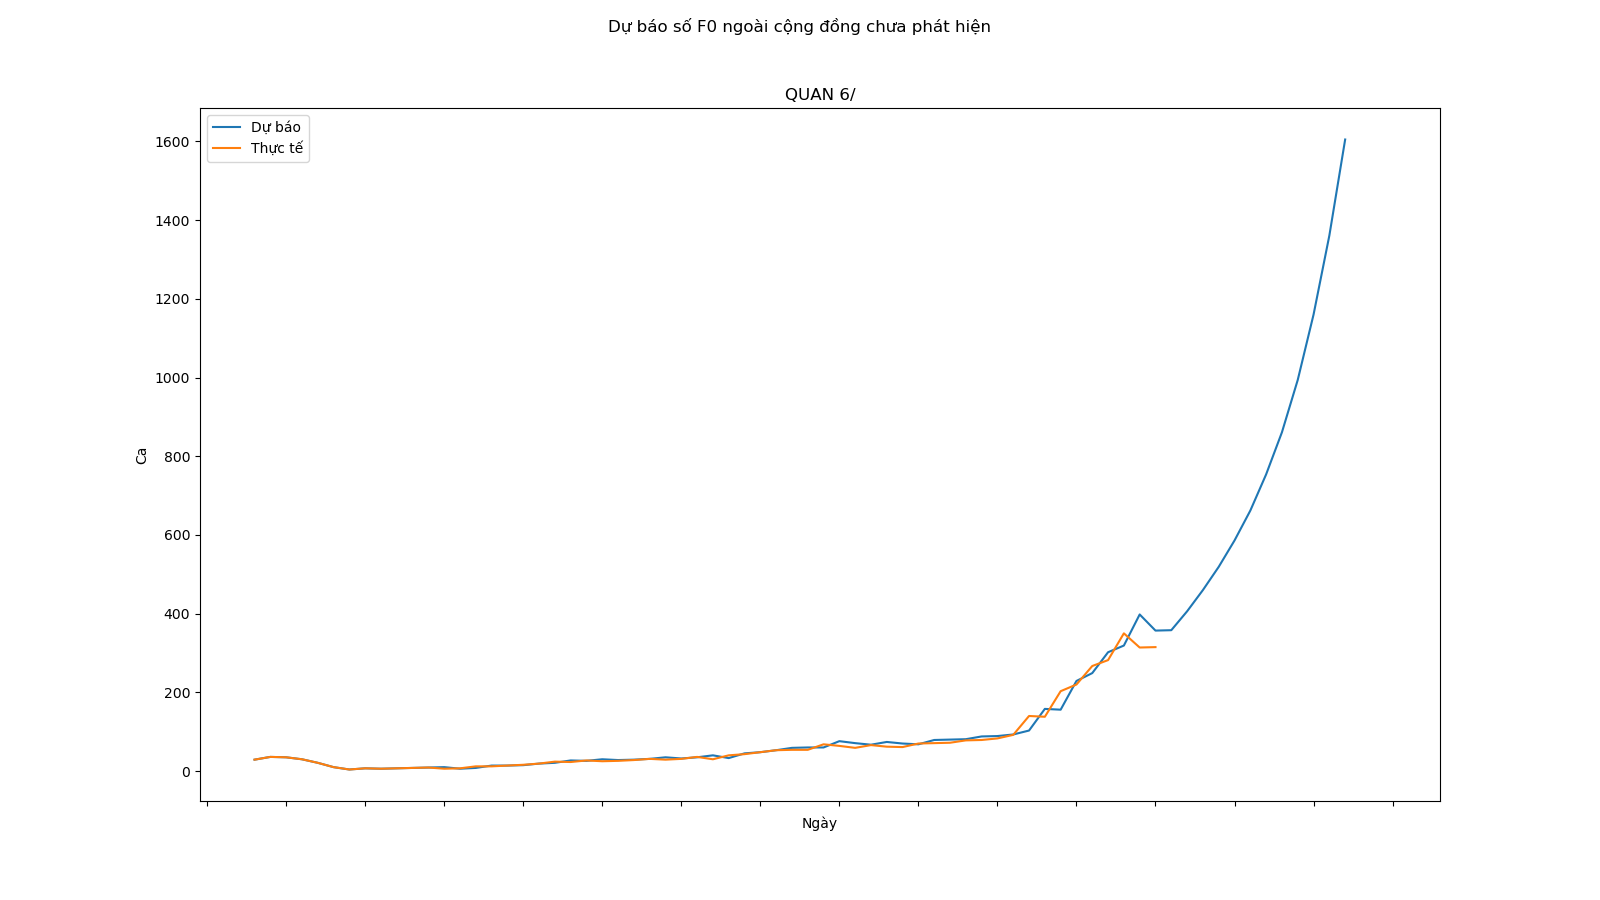 Dự báo số F0 ngoài cộng đồng chưa phát hiện
QUAN 6/
Dự báo
Thực tế
1600
1400
1200
1000
800
600
400
200
0
Ca
Ngày